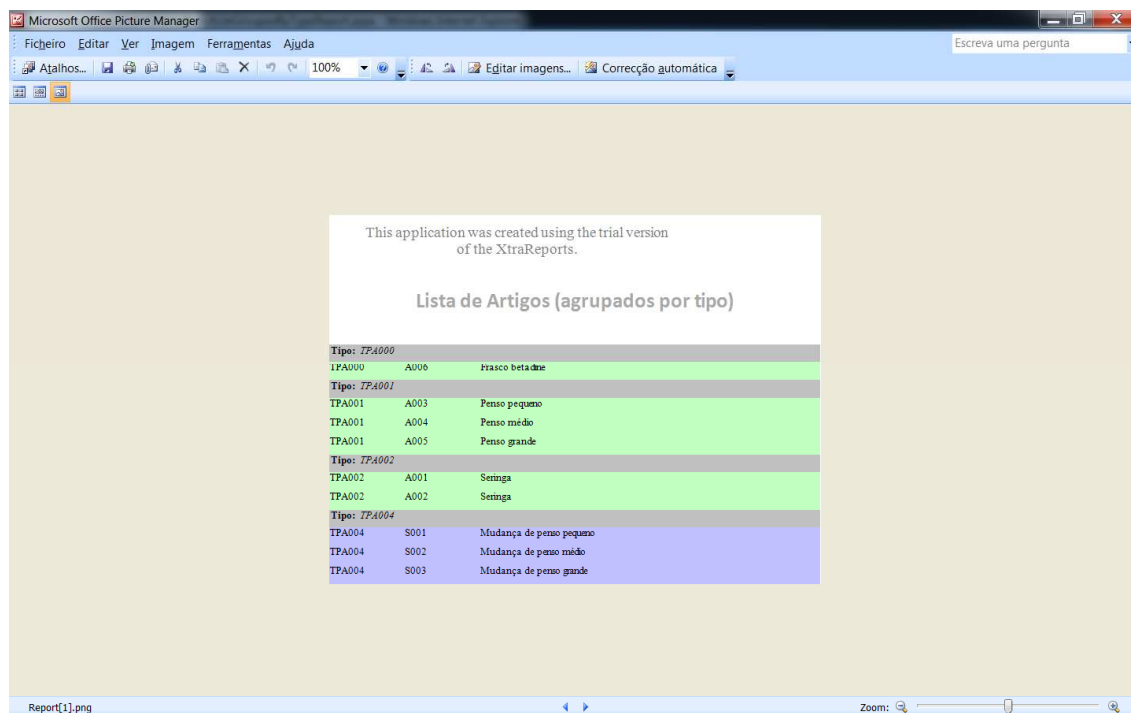 Microsoft Office Picture Manager
Ficheiro Editar Ver Imagem Ferramentas Ajuda Escreva uma pergunta
Atalhos... 100% Editar imagens... Correcção automática
This application was created using the trial version
of the XtraReports.
Lista de Artigos (agrupados por tipo)
Tipo: TPA000
TPA000 A006 Frasco betadine
Tipo: TPA001
TPA001 A003 Penso pequeno
TPA001 A004 Penso médio
TPA001 A005 Penso grande
Tipo: TPA002
TPA002 A001 Seringa
TPA002 A002 Seringa
Tipo: TPA004
TPA004 S001 Mudança de penso pequeno
TPA004 S002 Mudança de penso médio
TPA004 S003 Mudança de penso grande
Report[1].png Zoom: